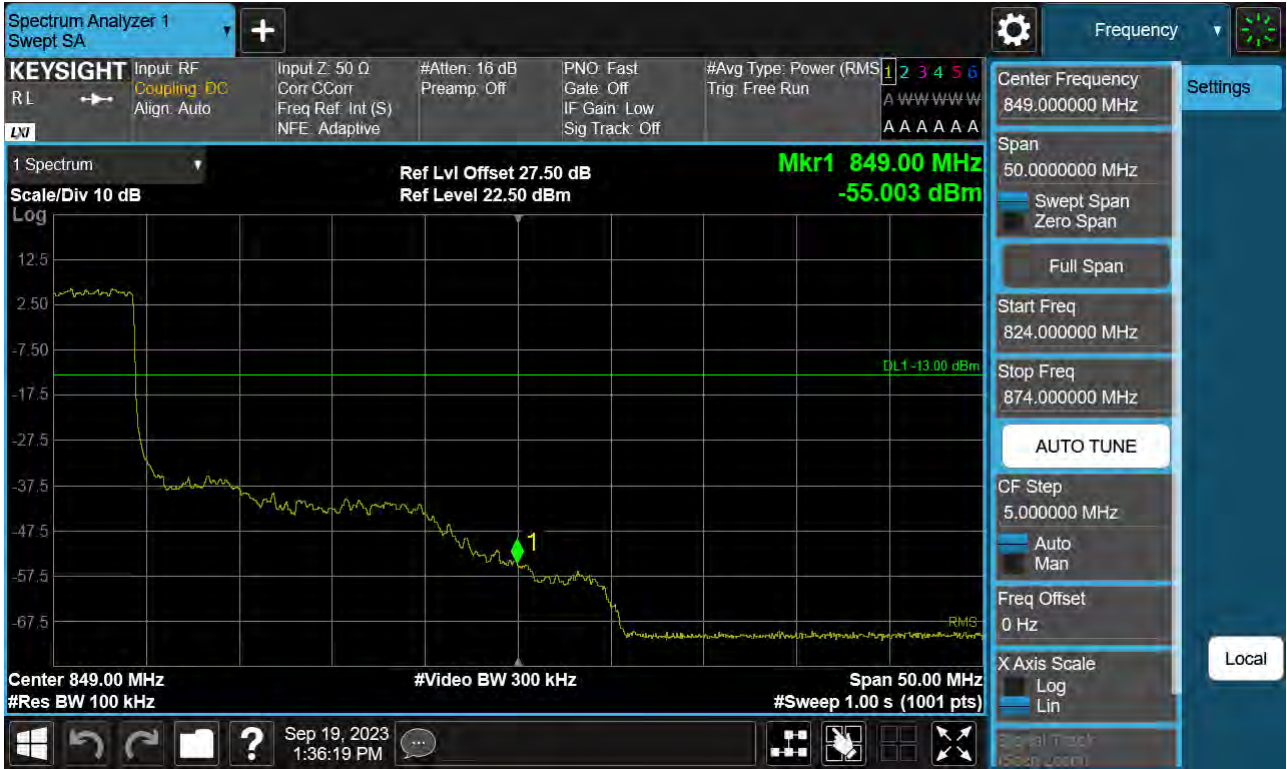 Spectrum Analyzer 1
Swept SA
+
Frequency
KEYSIGHT
RL
LXI
Input: RF
Coupling: DC
Align: Auto
Input Z: 50 Ω
Corr CCorr
Freq Ref: Int (S)
NFE: Adaptive
#Atten: 16 dB
Preamp: Off
PNO: Fast
Gate: Off
IF Gain: Low
Sig Track: Off
#Avg Type: Power (RMS
Trig: Free Run
1 2 3 4 5 6
A W W W W W
A A A A A A
1 Spectrum
Scale/Div 10 dB
Ref Lvl Offset 27.50 dB
Ref Level 22.50 dBm
Mkr1 849.00 MHz
-55.003 dBm
Log
12.5
2.50
-7.50
-17.5
-27.5
-37.5
-47.5
-57.5
-67.5
DL1 -13.00 dBm
1
RMS
Center 849.00 MHz
#Res BW 100 kHz
#Video BW 300 kHz
Span 50.00 MHz
#Sweep 1.00 s (1001 pts)
Center Frequency
849.000000 MHz
Settings
Span
50.0000000 MHz
Swept Span
Zero Span
Full Span
Start Freq
824.000000 MHz
Stop Freq
874.000000 MHz
AUTO TUNE
CF Step
5.000000 MHz
Auto
Man
Freq Offset
0 Hz
X Axis Scale
Log
Lin
Local
Signal Track
(Span Zoom)
?
Sep 19, 2023
1:36:19 PM